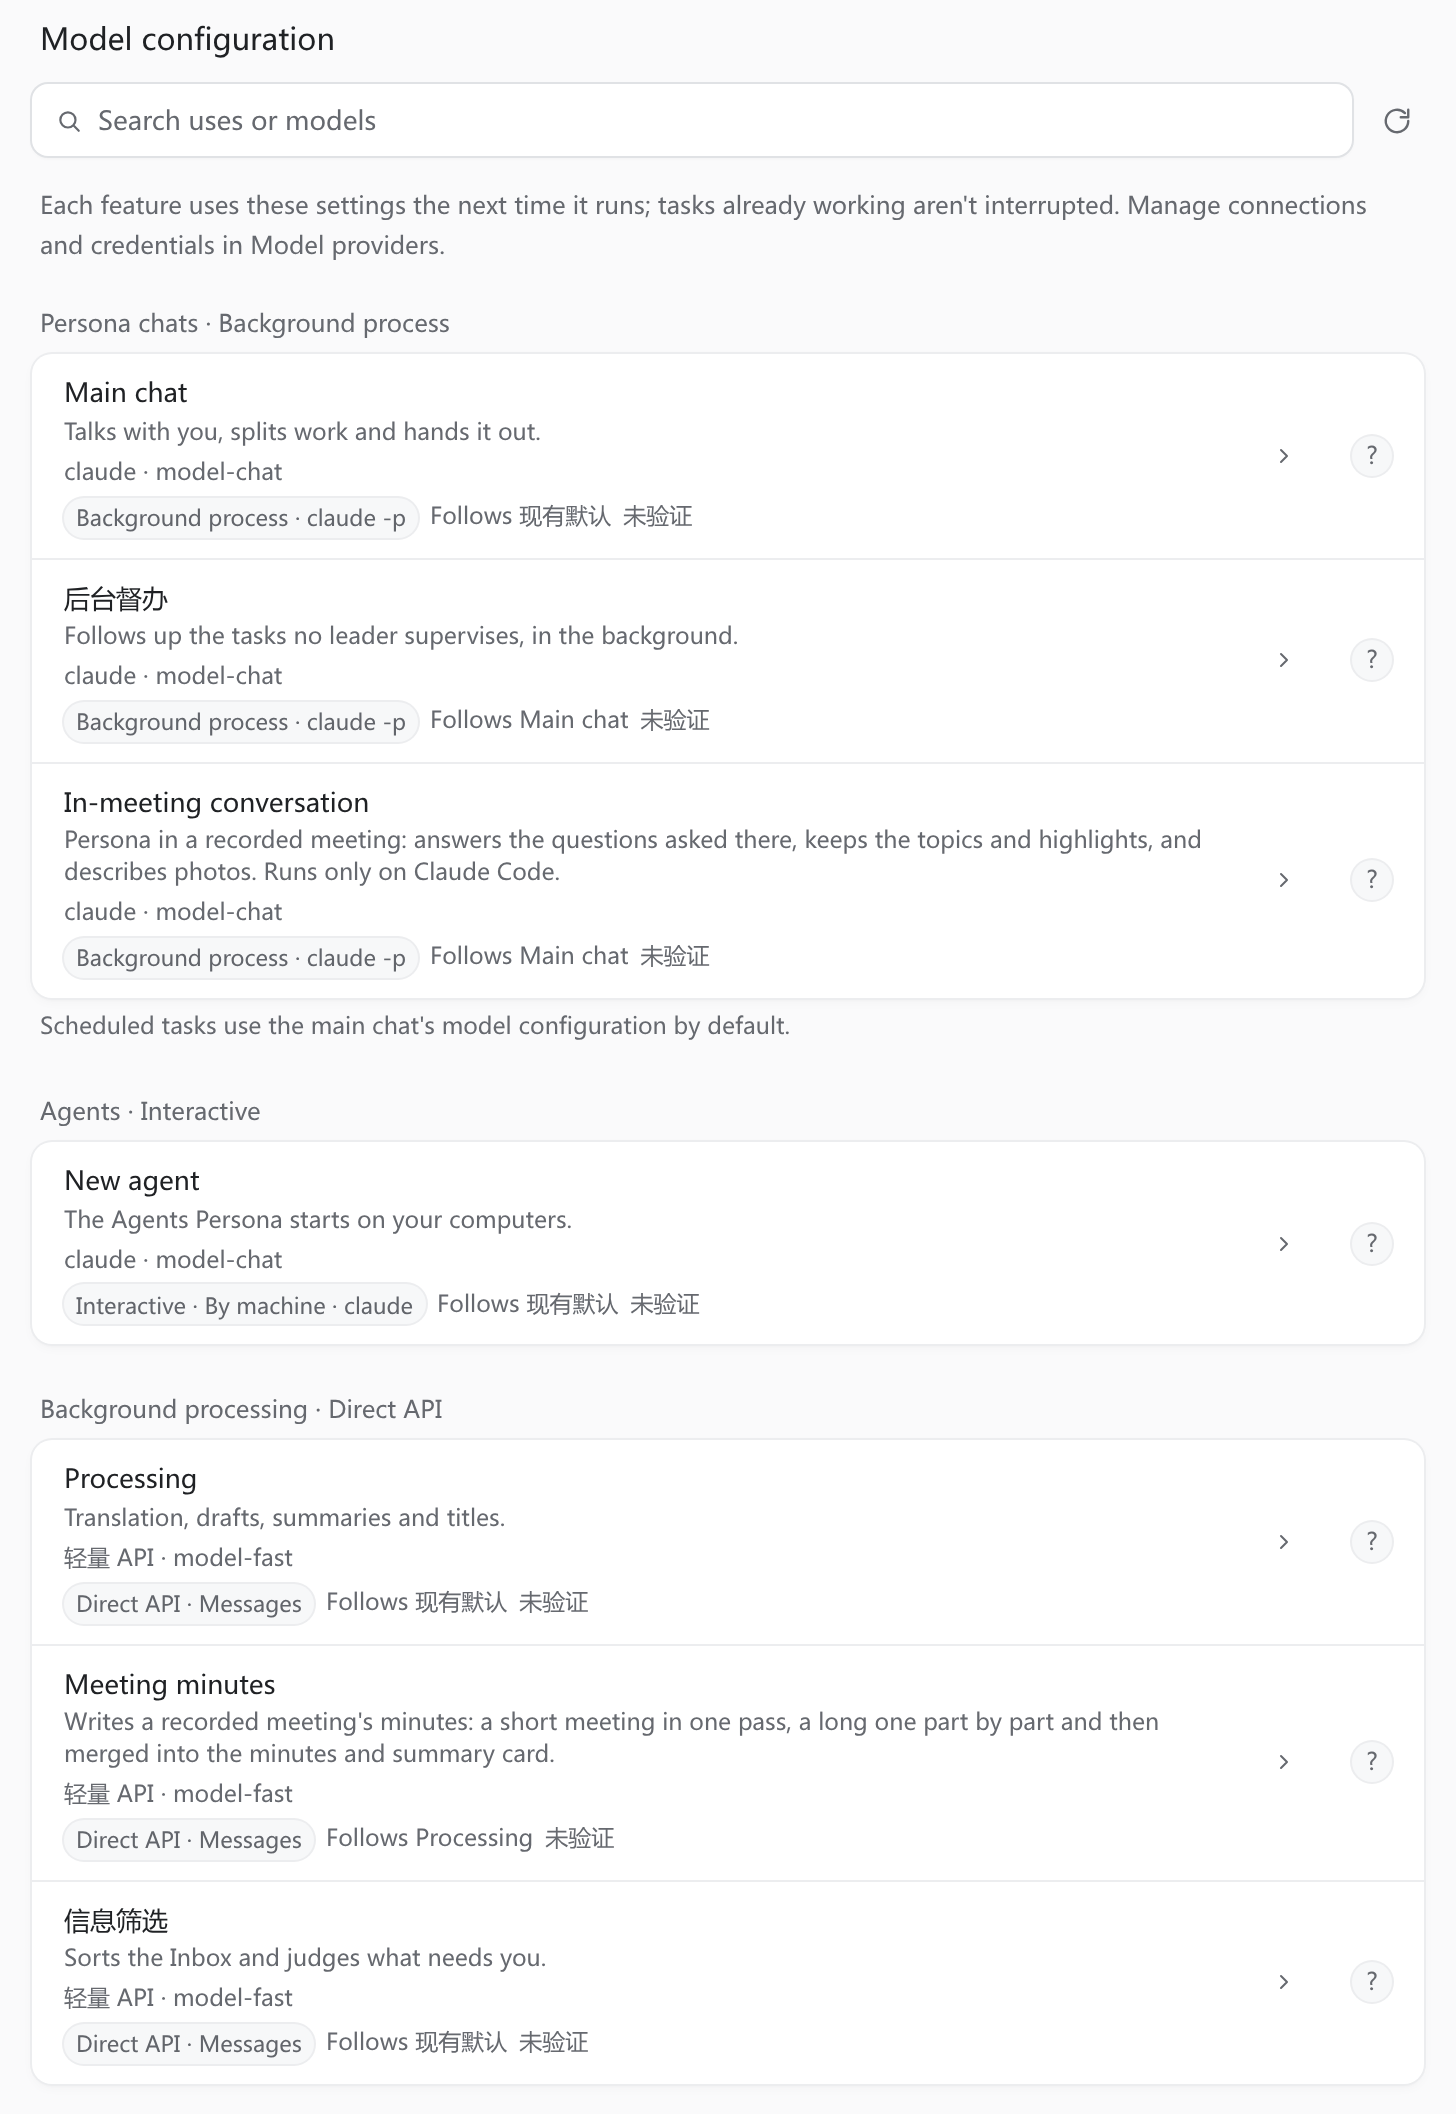 Model configuration
Search uses or models
Each feature uses these settings the next time it runs; tasks already working aren't interrupted. Manage connections
and credentials in Model providers.
Persona chats · Background process
Main chat
Talks with you, splits work and hands it out.
claude · model-chat
Background process · claude -p Follows 现有默认 未验证
?
后台督办
Follows up the tasks no leader supervises, in the background.
claude · model-chat
Background process · claude -p Follows Main chat 未验证
?
In-meeting conversation
Persona in a recorded meeting: answers the questions asked there, keeps the topics and highlights, and
describes photos. Runs only on Claude Code.
claude · model-chat
Background process · claude -p Follows Main chat 未验证
?
Scheduled tasks use the main chat's model configuration by default.
Agents · Interactive
New agent
The Agents Persona starts on your computers.
claude · model-chat
Interactive · By machine · claude Follows 现有默认 未验证
?
Background processing · Direct API
Processing
Translation, drafts, summaries and titles.
轻量 API · model-fast
Direct API · Messages Follows 现有默认 未验证
?
Meeting minutes
Writes a recorded meeting's minutes: a short meeting in one pass, a long one part by part and then
merged into the minutes and summary card.
轻量 API · model-fast
Direct API · Messages Follows Processing 未验证
?
信息筛选
Sorts the Inbox and judges what needs you.
轻量 API · model-fast
Direct API · Messages Follows 现有默认 未验证
?